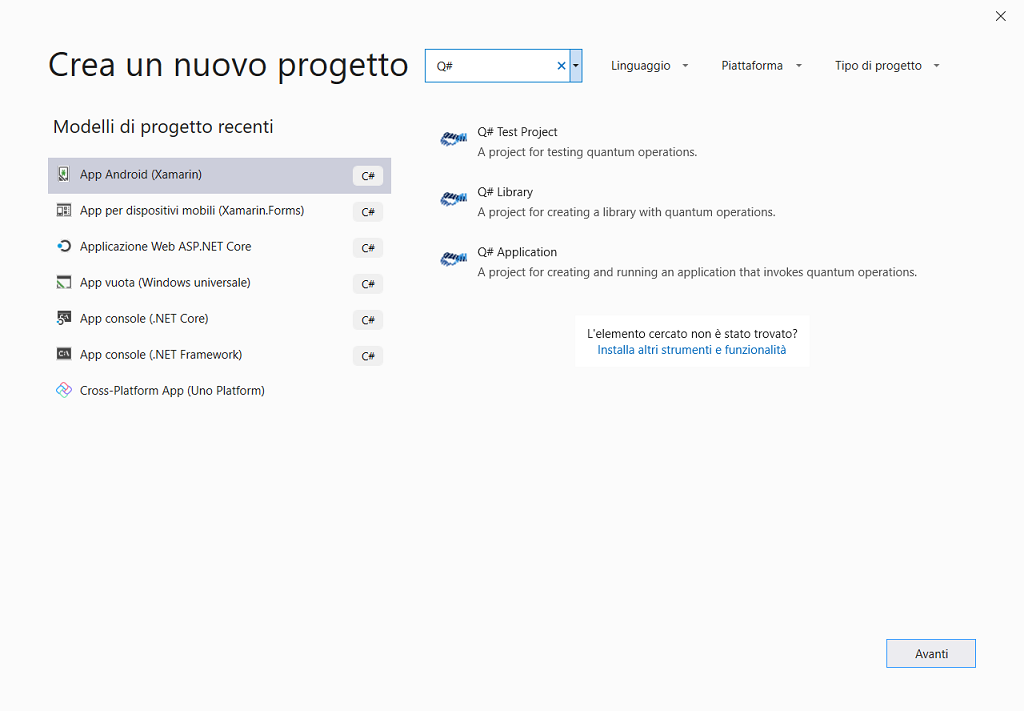 Crea un nuovo progetto
Q#
Linguaggio
Piattaforma
Tipo di progetto
Modelli di progetto recenti
App Android (Xamarin)
C#
App per dispositivi mobili (Xamarin.Forms)
C#
Applicazione Web ASP.NET Core
C#
App vuota (Windows universale)
C#
App console (.NET Core)
C#
App console (.NET Framework)
C#
Cross-Platform App (Uno Platform)
Q# Test Project
A project for testing quantum operations.
Q# Library
A project for creating a library with quantum operations.
Q# Application
A project for creating and running an application that invokes quantum operations.
L'elemento cercato non è stato trovato?
Installa altri strumenti e funzionalità
Avanti